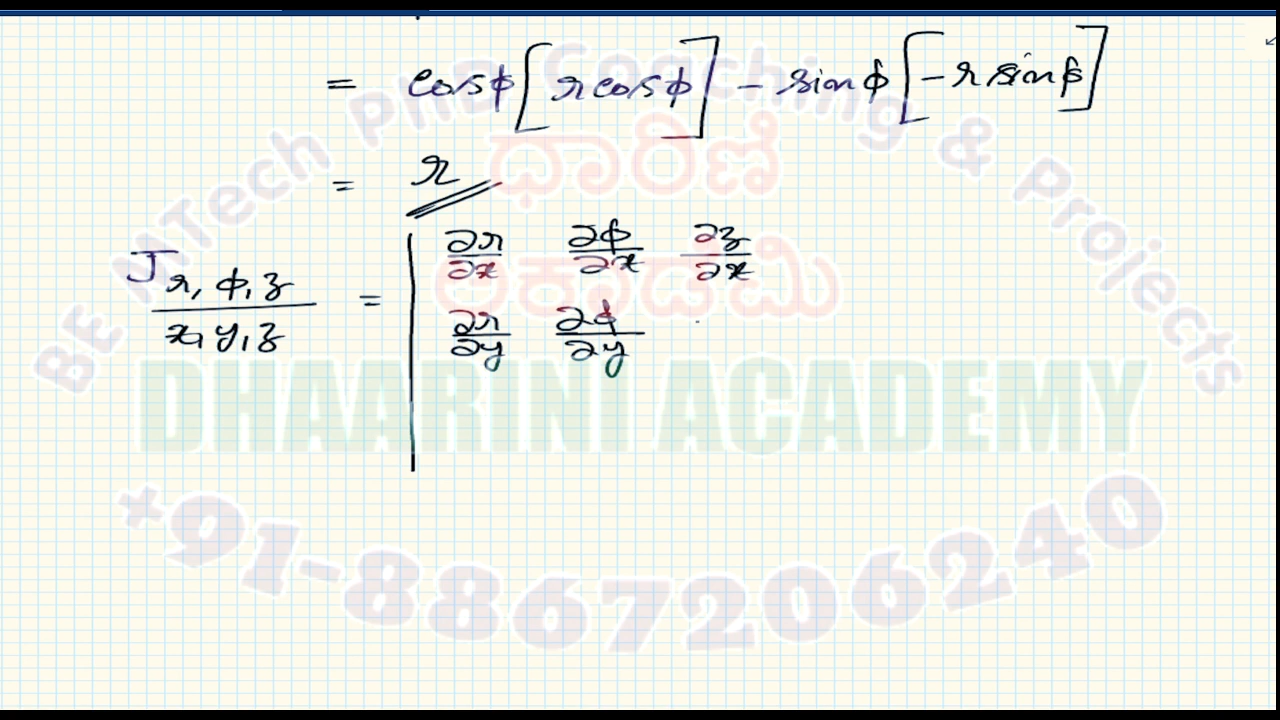 = cosϕ[r cosϕ] - sinϕ[-r sinϕ]
= r
J r, ϕ, z / x, y, z = | ∂r/∂x ∂ϕ/∂x ∂z/∂x
∂r/∂y ∂ϕ/∂y
BE MTech PhD Coaching & Projects
ಧಾರಿಣಿ
ಅಕಾಡೆಮಿ
DHAARINI ACADEMY
+91-8867206240